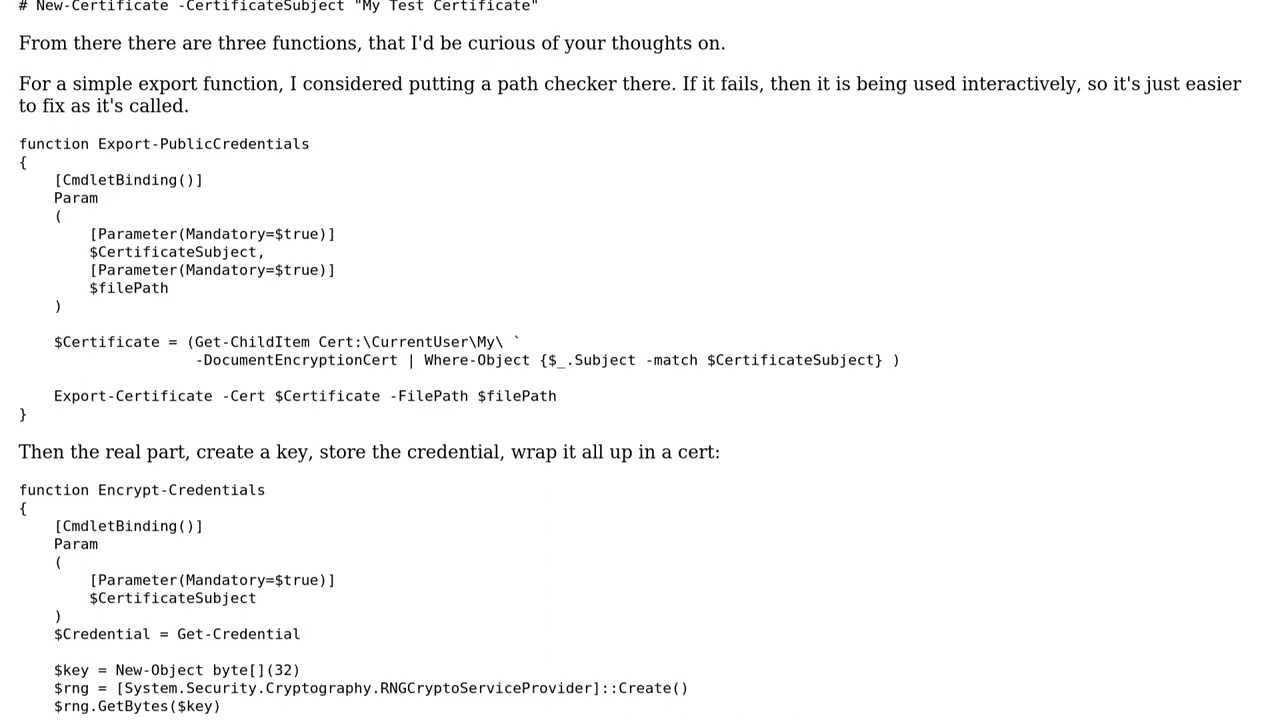 # New-Certificate -CertificateSubject "My Test Certificate"
From there there are three functions, that I'd be curious of your thoughts on.
For a simple export function, I considered putting a path checker there. If it fails, then it is being used interactively, so it's just easier
to fix as it's called.
function Export-PublicCredentials
{
    [CmdletBinding()]
    Param
    (
        [Parameter(Mandatory=$true)]
        $CertificateSubject,
        [Parameter(Mandatory=$true)]
        $filePath
    )
    $Certificate = (Get-ChildItem Cert:\CurrentUser\My\ `
                    -DocumentEncryptionCert | Where-Object {$_.Subject -match $CertificateSubject} )
    Export-Certificate -Cert $Certificate -FilePath $filePath
}
Then the real part, create a key, store the credential, wrap it all up in a cert:
function Encrypt-Credentials
{
    [CmdletBinding()]
    Param
    (
        [Parameter(Mandatory=$true)]
        $CertificateSubject
    )
    $Credential = Get-Credential
    $key = New-Object byte[](32)
    $rng = [System.Security.Cryptography.RNGCryptoServiceProvider]::Create()
    $rng.GetBytes($key)